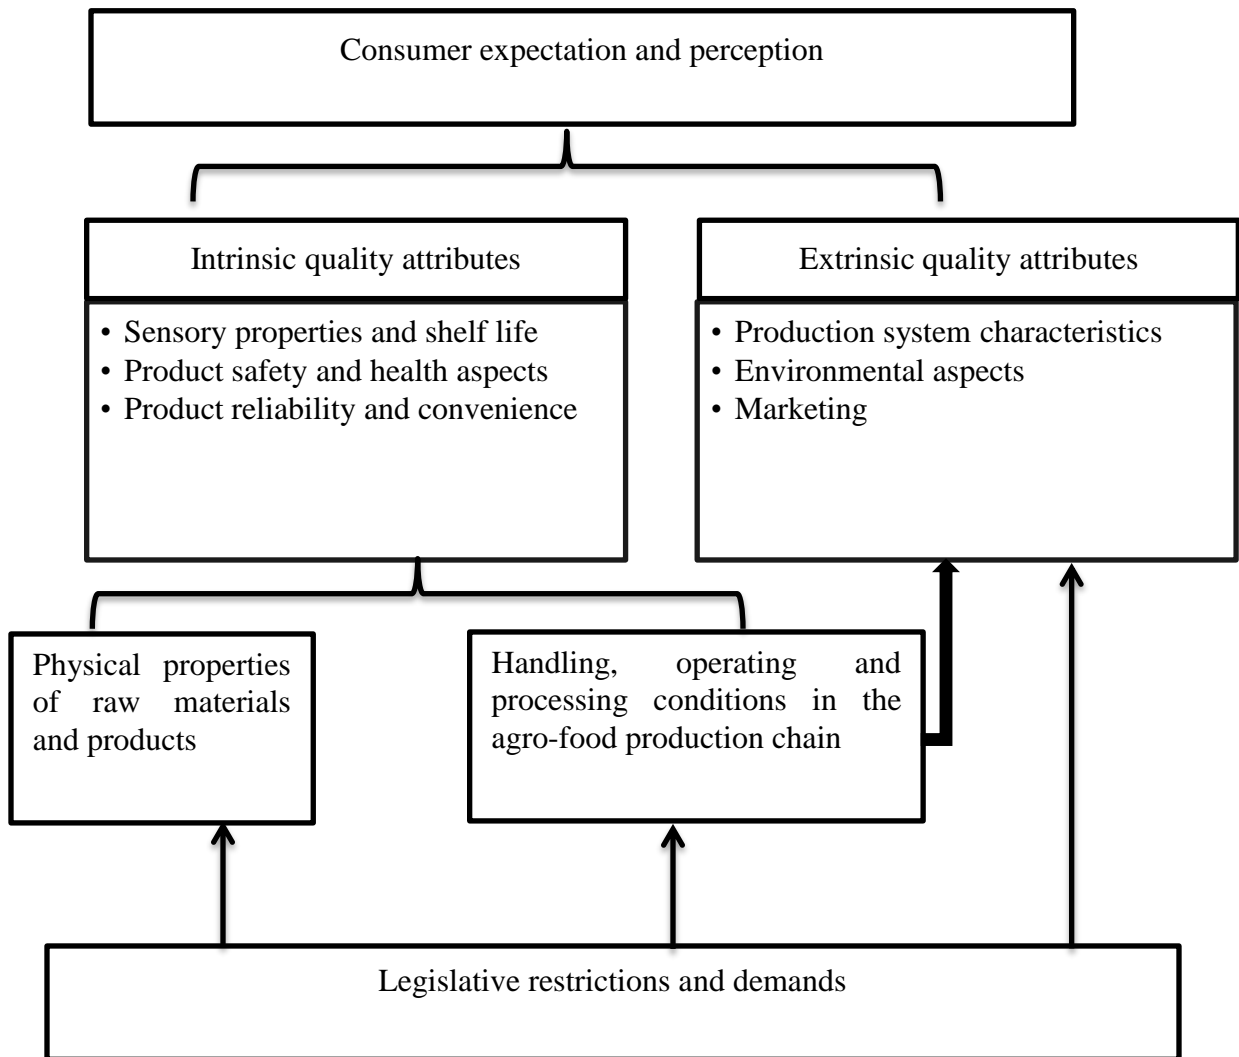 Consumer expectation and perception
Intrinsic quality attributes
• Sensory properties and shelf life
• Product safety and health aspects
• Product reliability and convenience
Extrinsic quality attributes
• Production system characteristics
• Environmental aspects
• Marketing
Physical properties
of raw materials
and products
Handling, operating and
processing conditions in the
agro-food production chain
Legislative restrictions and demands